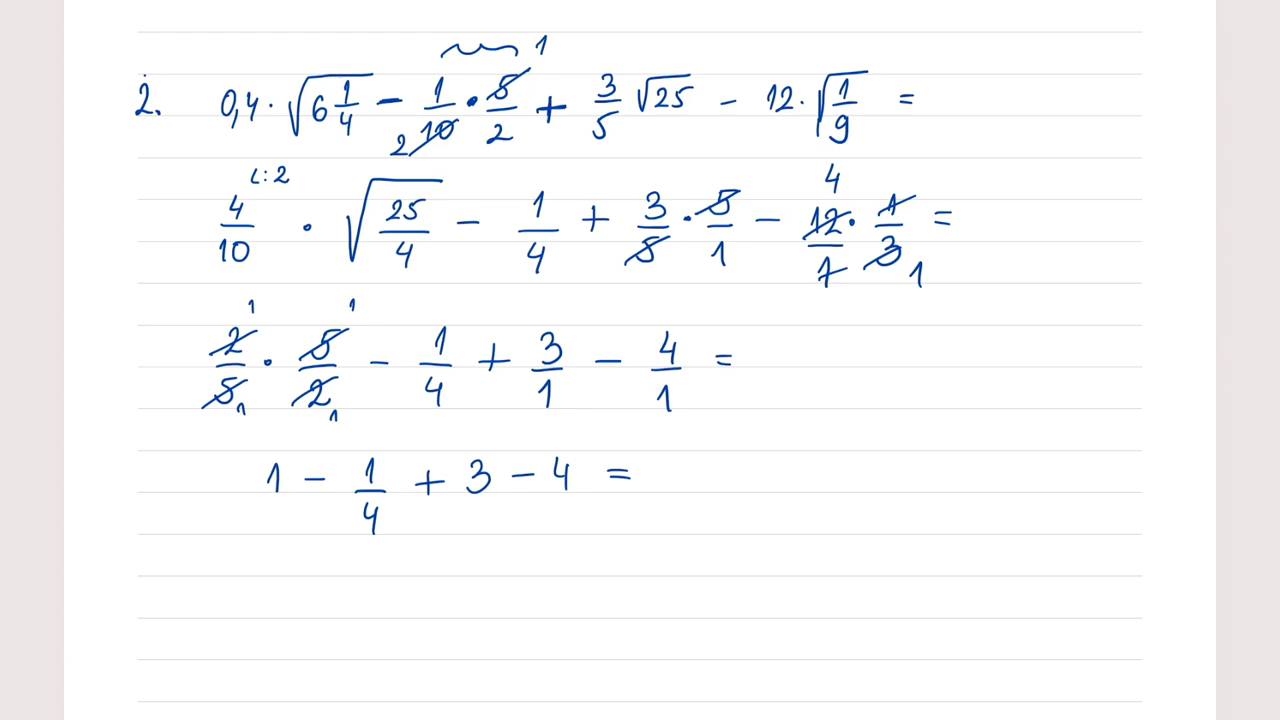 2. 0,4 · √6 1/4 − 1/10 · 5/2 + 3/5 √25 − 12 · √1/9 =
4/10 (:2 · √25/4 − 1/4 + 3/5 · 5/1 − 12/1 · 1/3 =
2/5 · 5/2 − 1/4 + 3/1 − 4/1 =
1 − 1/4 + 3 − 4 =